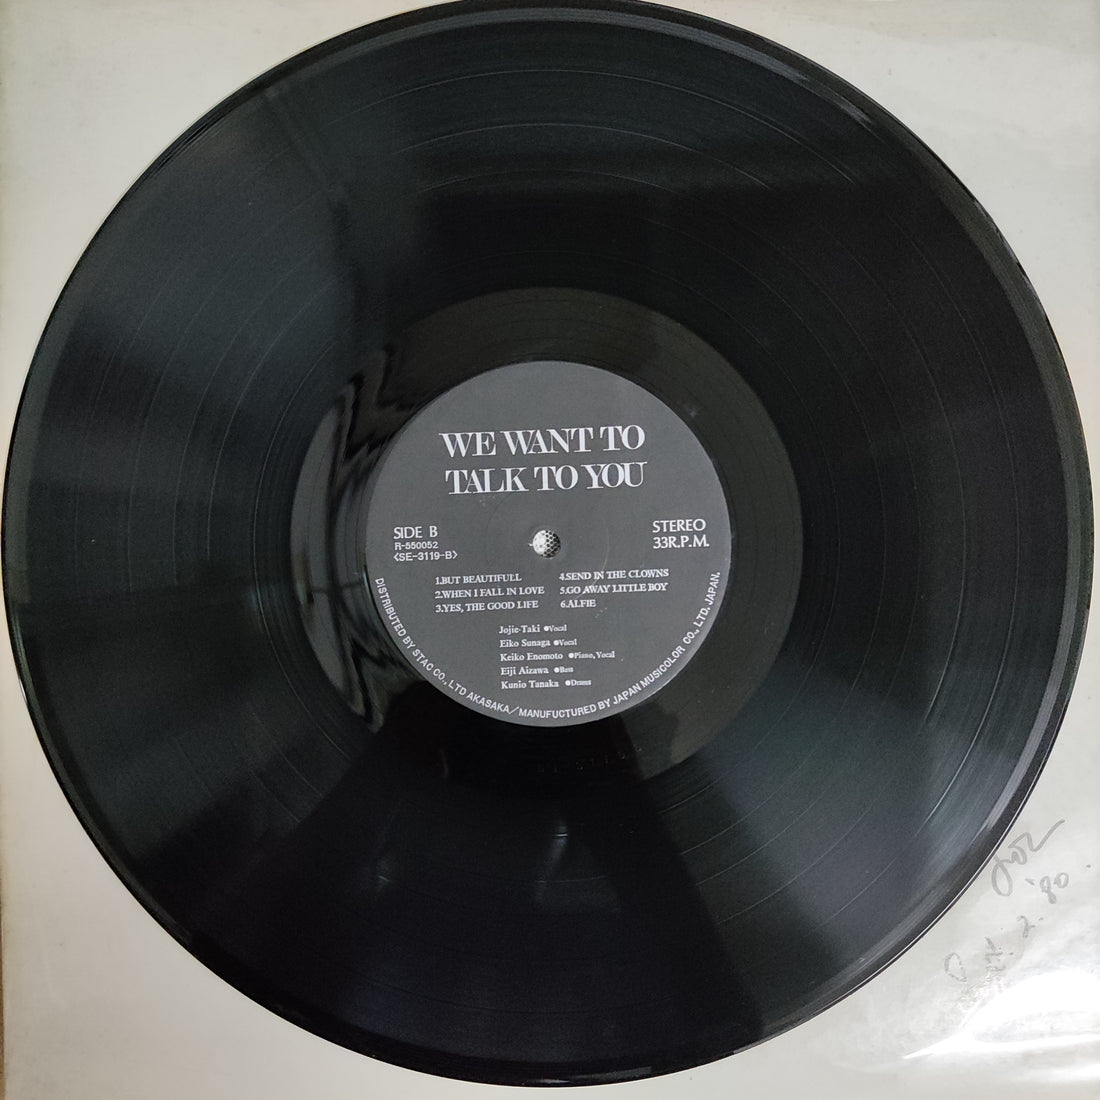 WE WANT TO
TALK TO YOU
SIDE B
R-550052
<SE-3119-B>
STEREO
33R.P.M.
1.BUT BEAUTIFULL
2.WHEN I FALL IN LOVE
3.YES, THE GOOD LIFE
4.SEND IN THE CLOWNS
5.GO AWAY LITTLE BOY
6.ALFIE
Jojie-Taki ●Vocal
Eiko Sunaga ●Vocal
Keiko Enomoto ●Piano, Vocal
Eiji Aizawa ●Bass
Kunio Tanaka ●Drams
DISTRIBUTED BY STAC CO., LTD AKASAKA／MANUFUCTURED BY JAPAN MUSICOLOR CO., LTD. JAPAN.
2. '80